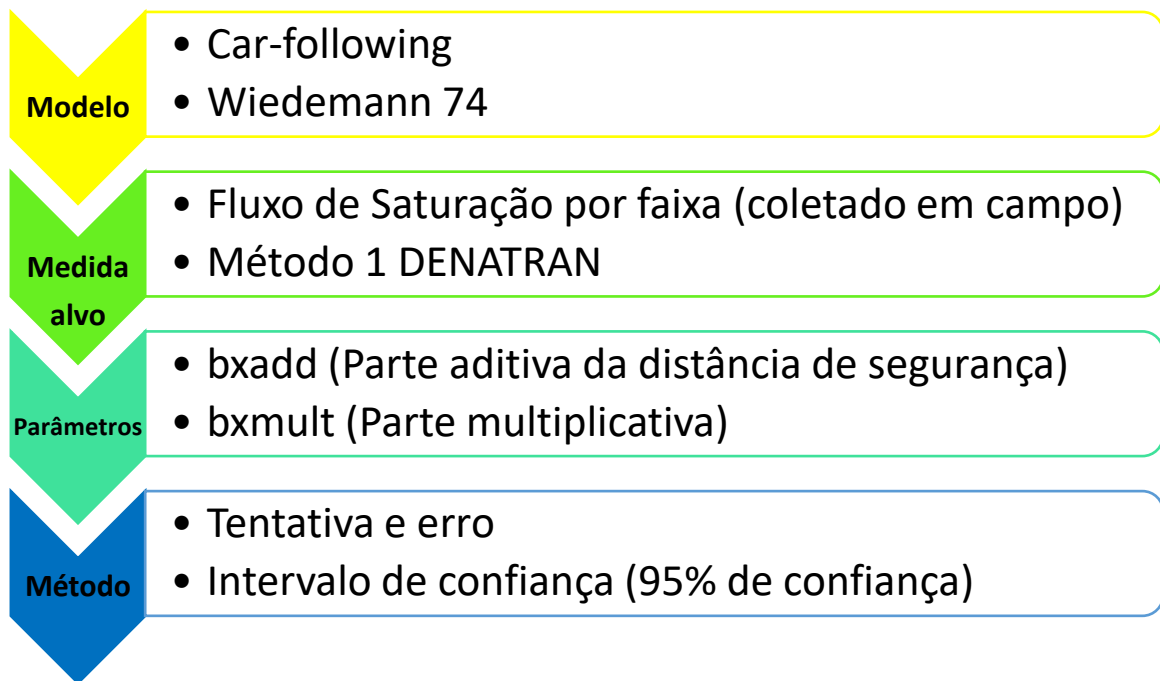 Modelo
• Car-following
• Wiedemann 74
Medida
alvo
• Fluxo de Saturação por faixa (coletado em campo)
• Método 1 DENATRAN
Parâmetros
• bxadd (Parte aditiva da distância de segurança)
• bxmult (Parte multiplicativa)
Método
• Tentativa e erro
• Intervalo de confiança (95% de confiança)